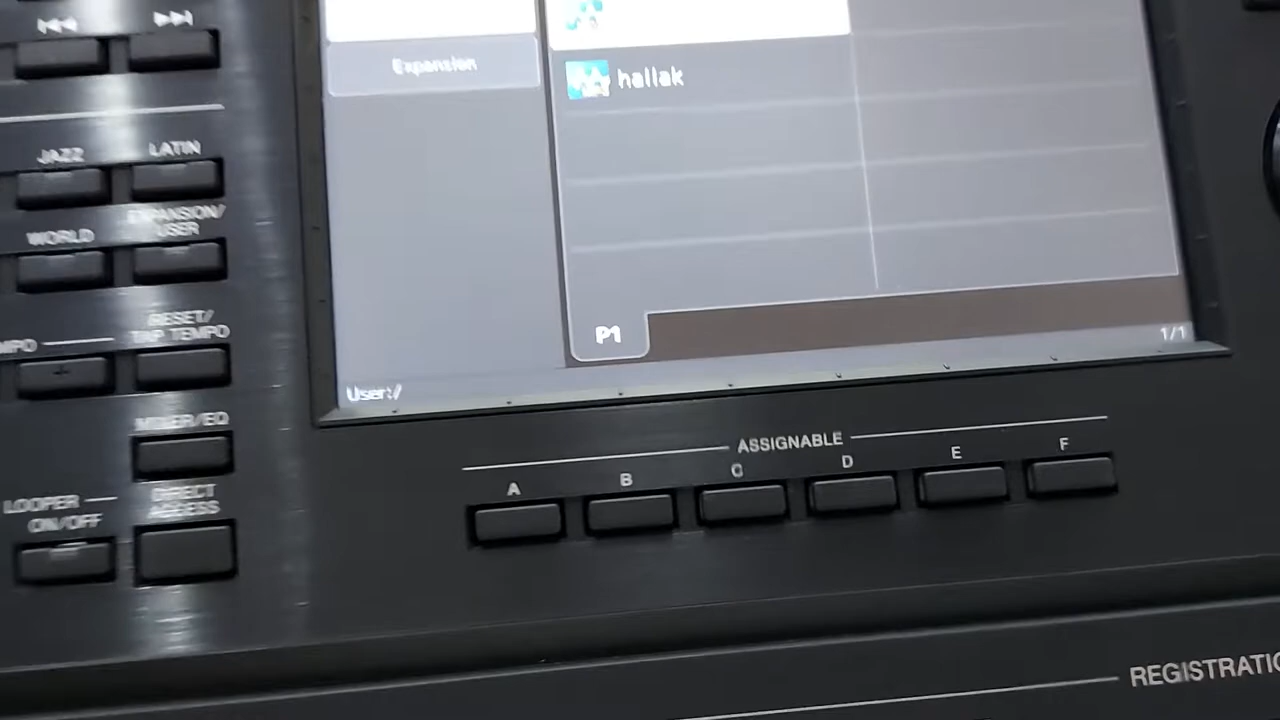 Expansion
hallak
JAZZ
LATIN
WORLD
EXPANSION/
USER
RESET/
TAP TEMPO
+
P1
1/1
User:/
MIXER/EQ
ASSIGNABLE
A B C D E F
LOOPER
ON/OFF
DIRECT
ACCESS